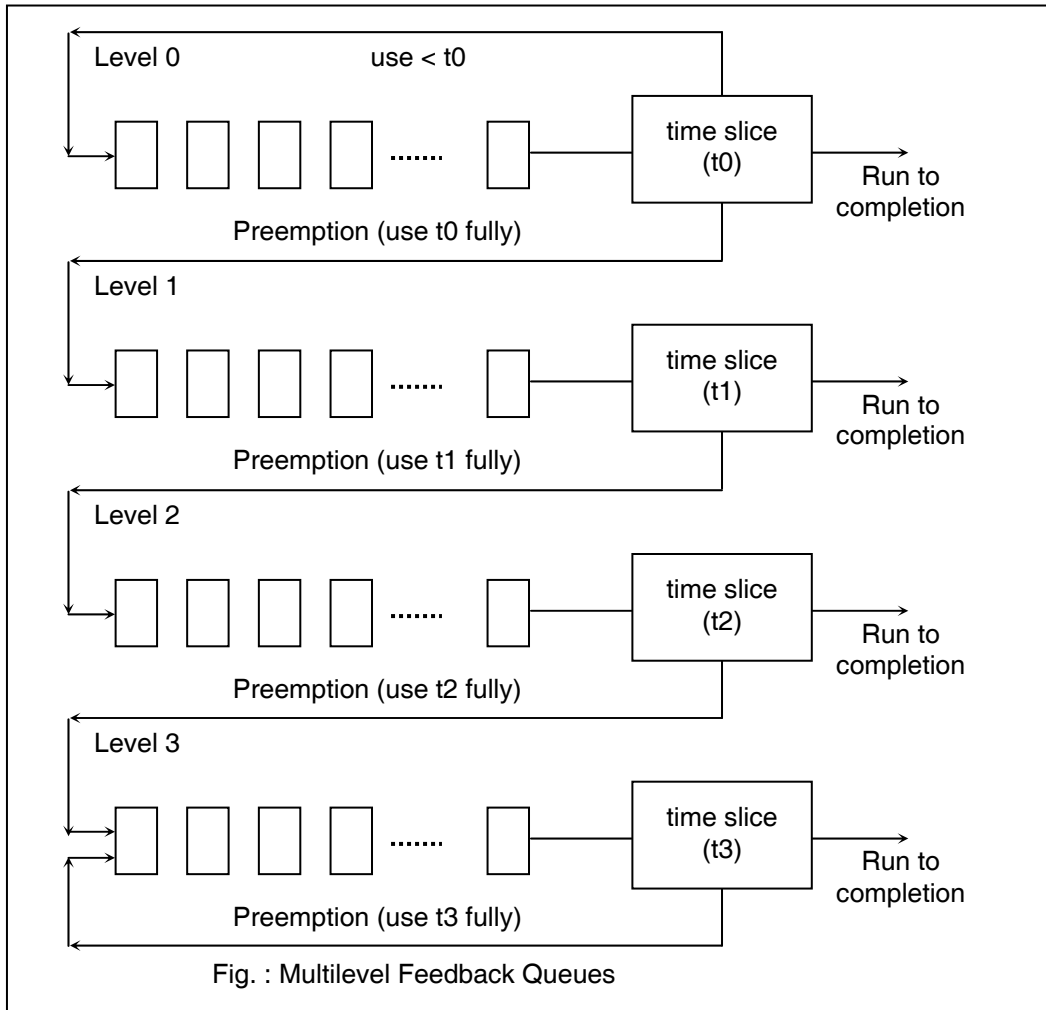 Level 0
use < t0
time slice
(t0)
Run to
completion
Preemption (use t0 fully)
Level 1
time slice
(t1)
Run to
completion
Preemption (use t1 fully)
Level 2
time slice
(t2)
Run to
completion
Preemption (use t2 fully)
Level 3
time slice
(t3)
Run to
completion
Preemption (use t3 fully)
Fig. : Multilevel Feedback Queues